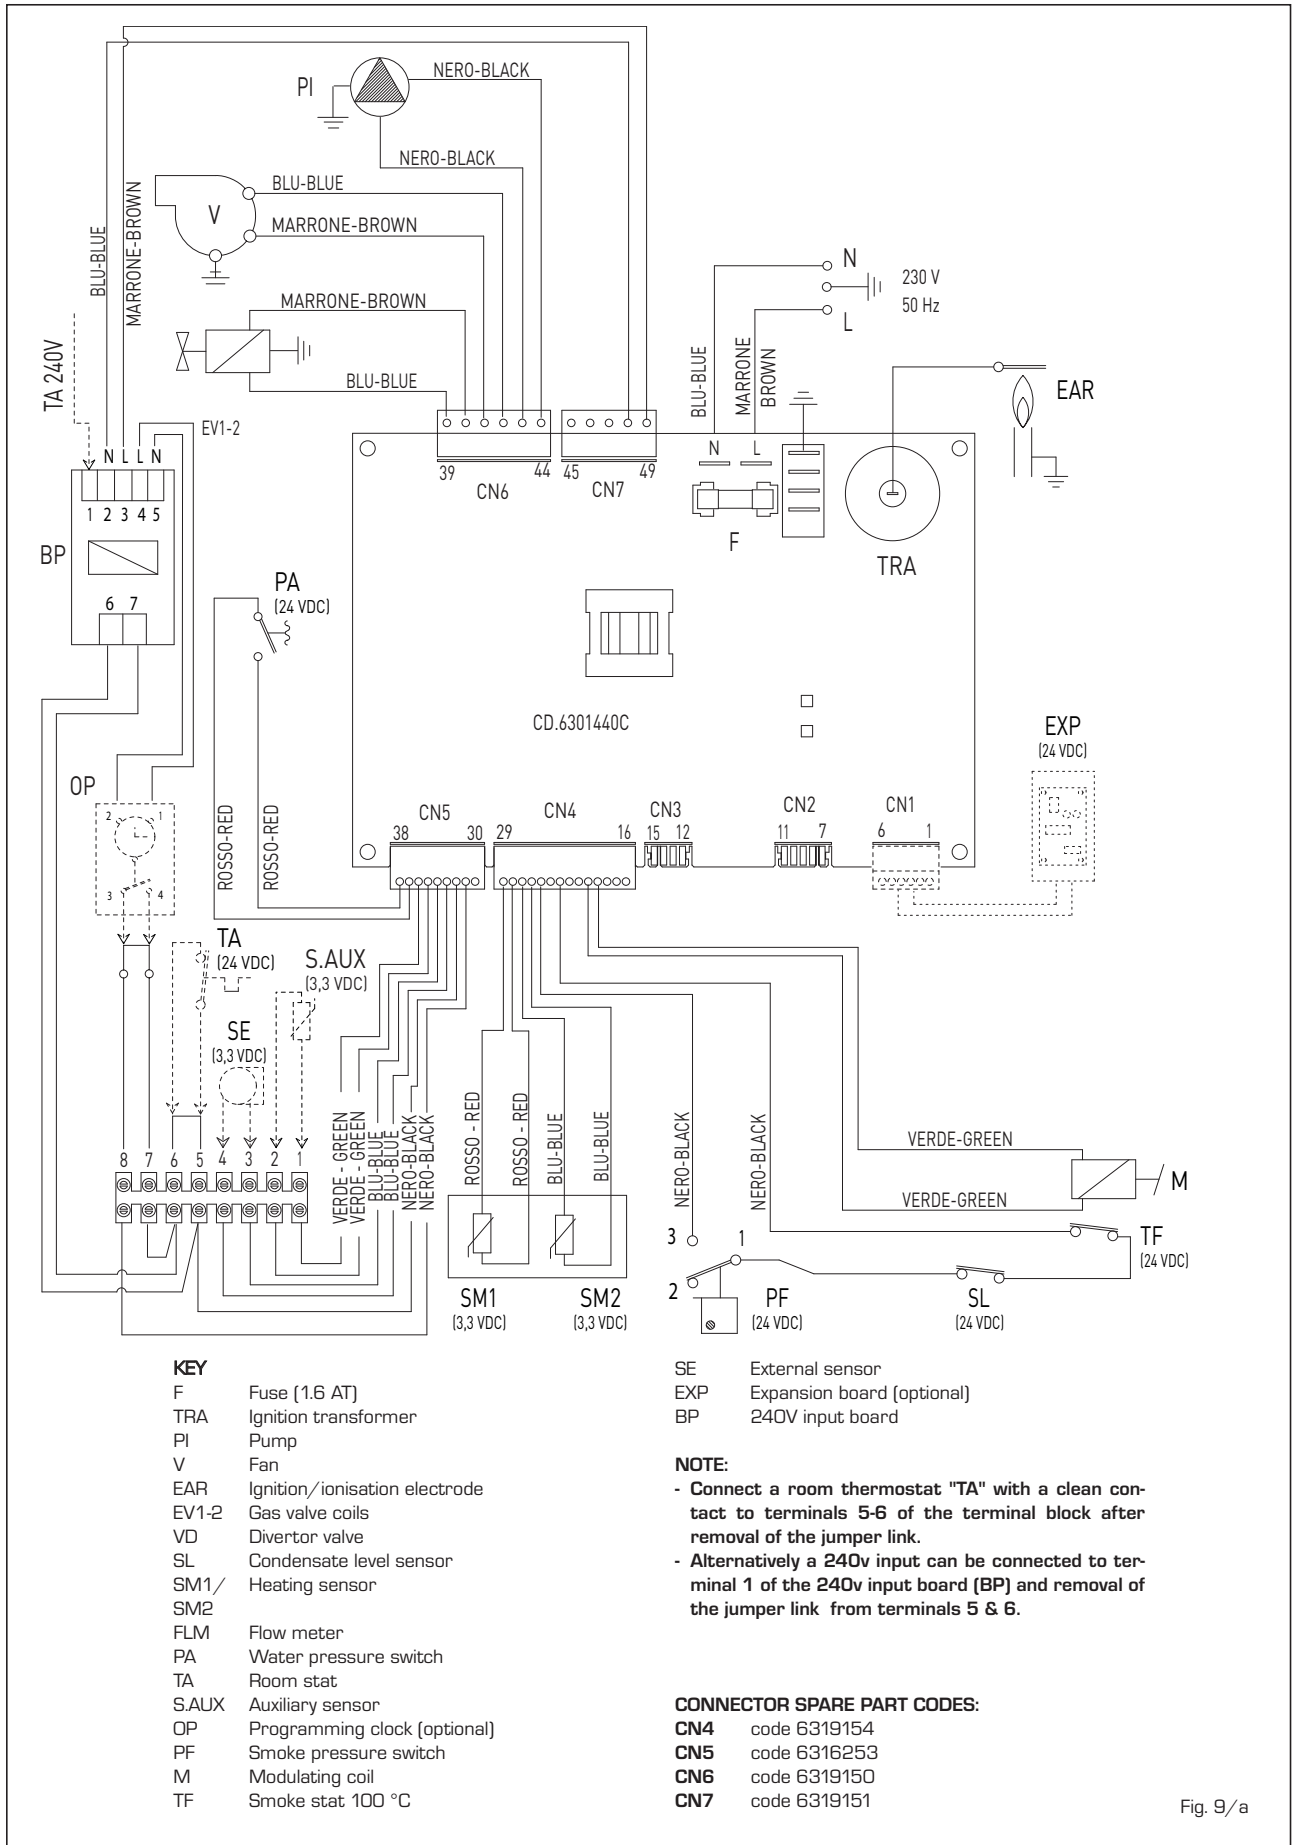 PI
NERO-BLACK
NERO-BLACK
BLU-BLUE
V
MARRONE-BROWN
BLU-BLUE
MARRONE-BROWN
MARRONE-BROWN
BLU-BLUE
TA 240V
EV1-2
N L L N
1 2 3 4 5
BP
6 7
N
230 V
50 Hz
L
BLU-BLUE
MARRONE
BROWN
EAR
N L
39 44 45 49
CN6 CN7
F
TRA
PA
(24 VDC)
CD.6301440C
EXP
(24 VDC)
OP
2 1
3 4
ROSSO-RED
ROSSO-RED
CN5 CN4 CN3 CN2 CN1
38 30 29 16 15 12 11 7 6 1
TA
(24 VDC)
S.AUX
(3,3 VDC)
SE
(3,3 VDC)
8 7 6 5 4 3 2 1
VERDE - GREEN
VERDE - GREEN
BLU-BLUE
BLU-BLUE
NERO-BLACK
NERO-BLACK
ROSSO - RED
ROSSO - RED
BLU-BLUE
BLU-BLUE
NERO-BLACK
NERO-BLACK
VERDE-GREEN
VERDE-GREEN
M
3 1
2
TF
(24 VDC)
SM1
(3,3 VDC)
SM2
(3,3 VDC)
PF
(24 VDC)
SL
(24 VDC)
KEY
F Fuse (1.6 AT)
TRA Ignition transformer
PI Pump
V Fan
EAR Ignition/ionisation electrode
EV1-2 Gas valve coils
VD Divertor valve
SL Condensate level sensor
SM1/ Heating sensor
SM2
FLM Flow meter
PA Water pressure switch
TA Room stat
S.AUX Auxiliary sensor
OP Programming clock (optional)
PF Smoke pressure switch
M Modulating coil
TF Smoke stat 100 °C
SE External sensor
EXP Expansion board (optional)
BP 240V input board
NOTE:
- Connect a room thermostat "TA" with a clean con-
tact to terminals 5-6 of the terminal block after
removal of the jumper link.
- Alternatively a 240v input can be connected to ter-
minal 1 of the 240v input board (BP) and removal of
the jumper link from terminals 5 & 6.
CONNECTOR SPARE PART CODES:
CN4 code 6319154
CN5 code 6316253
CN6 code 6319150
CN7 code 6319151
Fig. 9/a